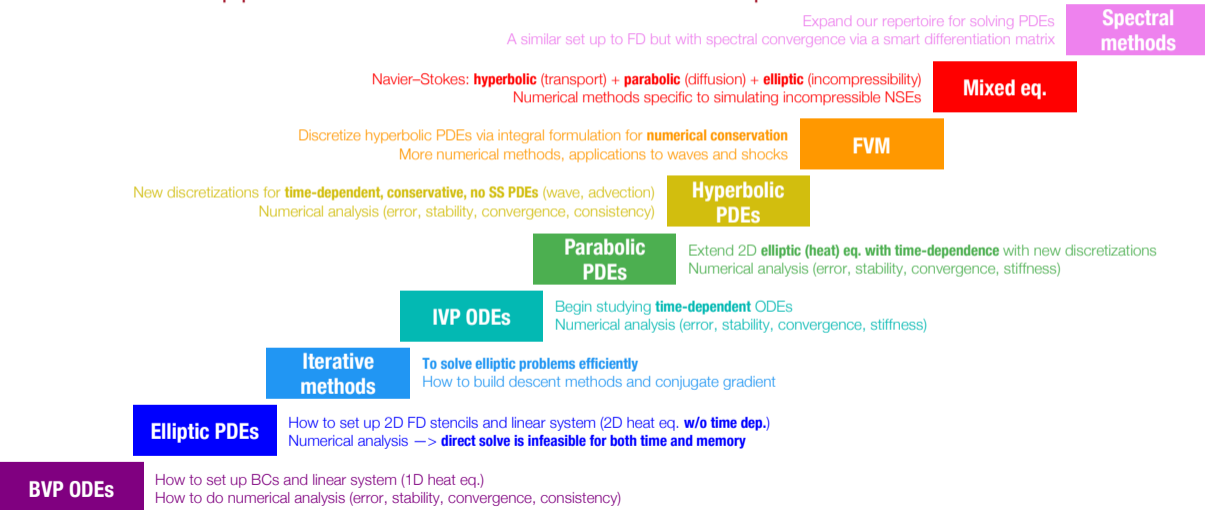 Expand our repertoire for solving PDEs
A similar set up to FD but with spectral convergence via a smart differentiation matrix
Spectral
methods
Navier–Stokes: hyperbolic (transport) + parabolic (diffusion) + elliptic (incompressibility)
Numerical methods specific to simulating incompressible NSEs
Mixed eq.
Discretize hyperbolic PDEs via integral formulation for numerical conservation
More numerical methods, applications to waves and shocks
FVM
New discretizations for time-dependent, conservative, no SS PDEs (wave, advection)
Numerical analysis (error, stability, convergence, consistency)
Hyperbolic
PDEs
Parabolic
PDEs
Extend 2D elliptic (heat) eq. with time-dependence with new discretizations
Numerical analysis (error, stability, convergence, stiffness)
IVP ODEs
Begin studying time-dependent ODEs
Numerical analysis (error, stability, convergence, stiffness)
Iterative
methods
To solve elliptic problems efficiently
How to build descent methods and conjugate gradient
Elliptic PDEs
How to set up 2D FD stencils and linear system (2D heat eq. w/o time dep.)
Numerical analysis —> direct solve is infeasible for both time and memory
BVP ODEs
How to set up BCs and linear system (1D heat eq.)
How to do numerical analysis (error, stability, convergence, consistency)